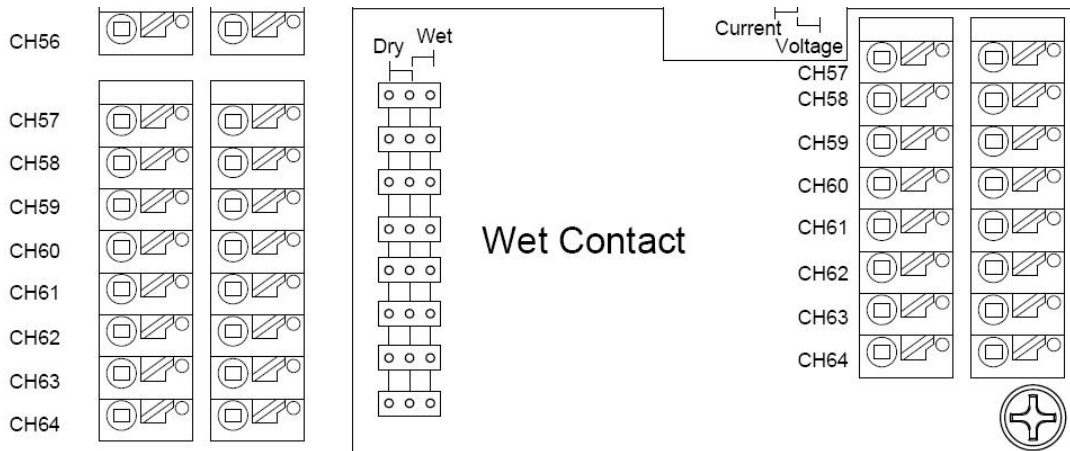 CH56
CH57
CH58
CH59
CH60
CH61
CH62
CH63
CH64
Dry
Wet
Wet Contact
Current
Voltage
CH57
CH58
CH59
CH60
CH61
CH62
CH63
CH64